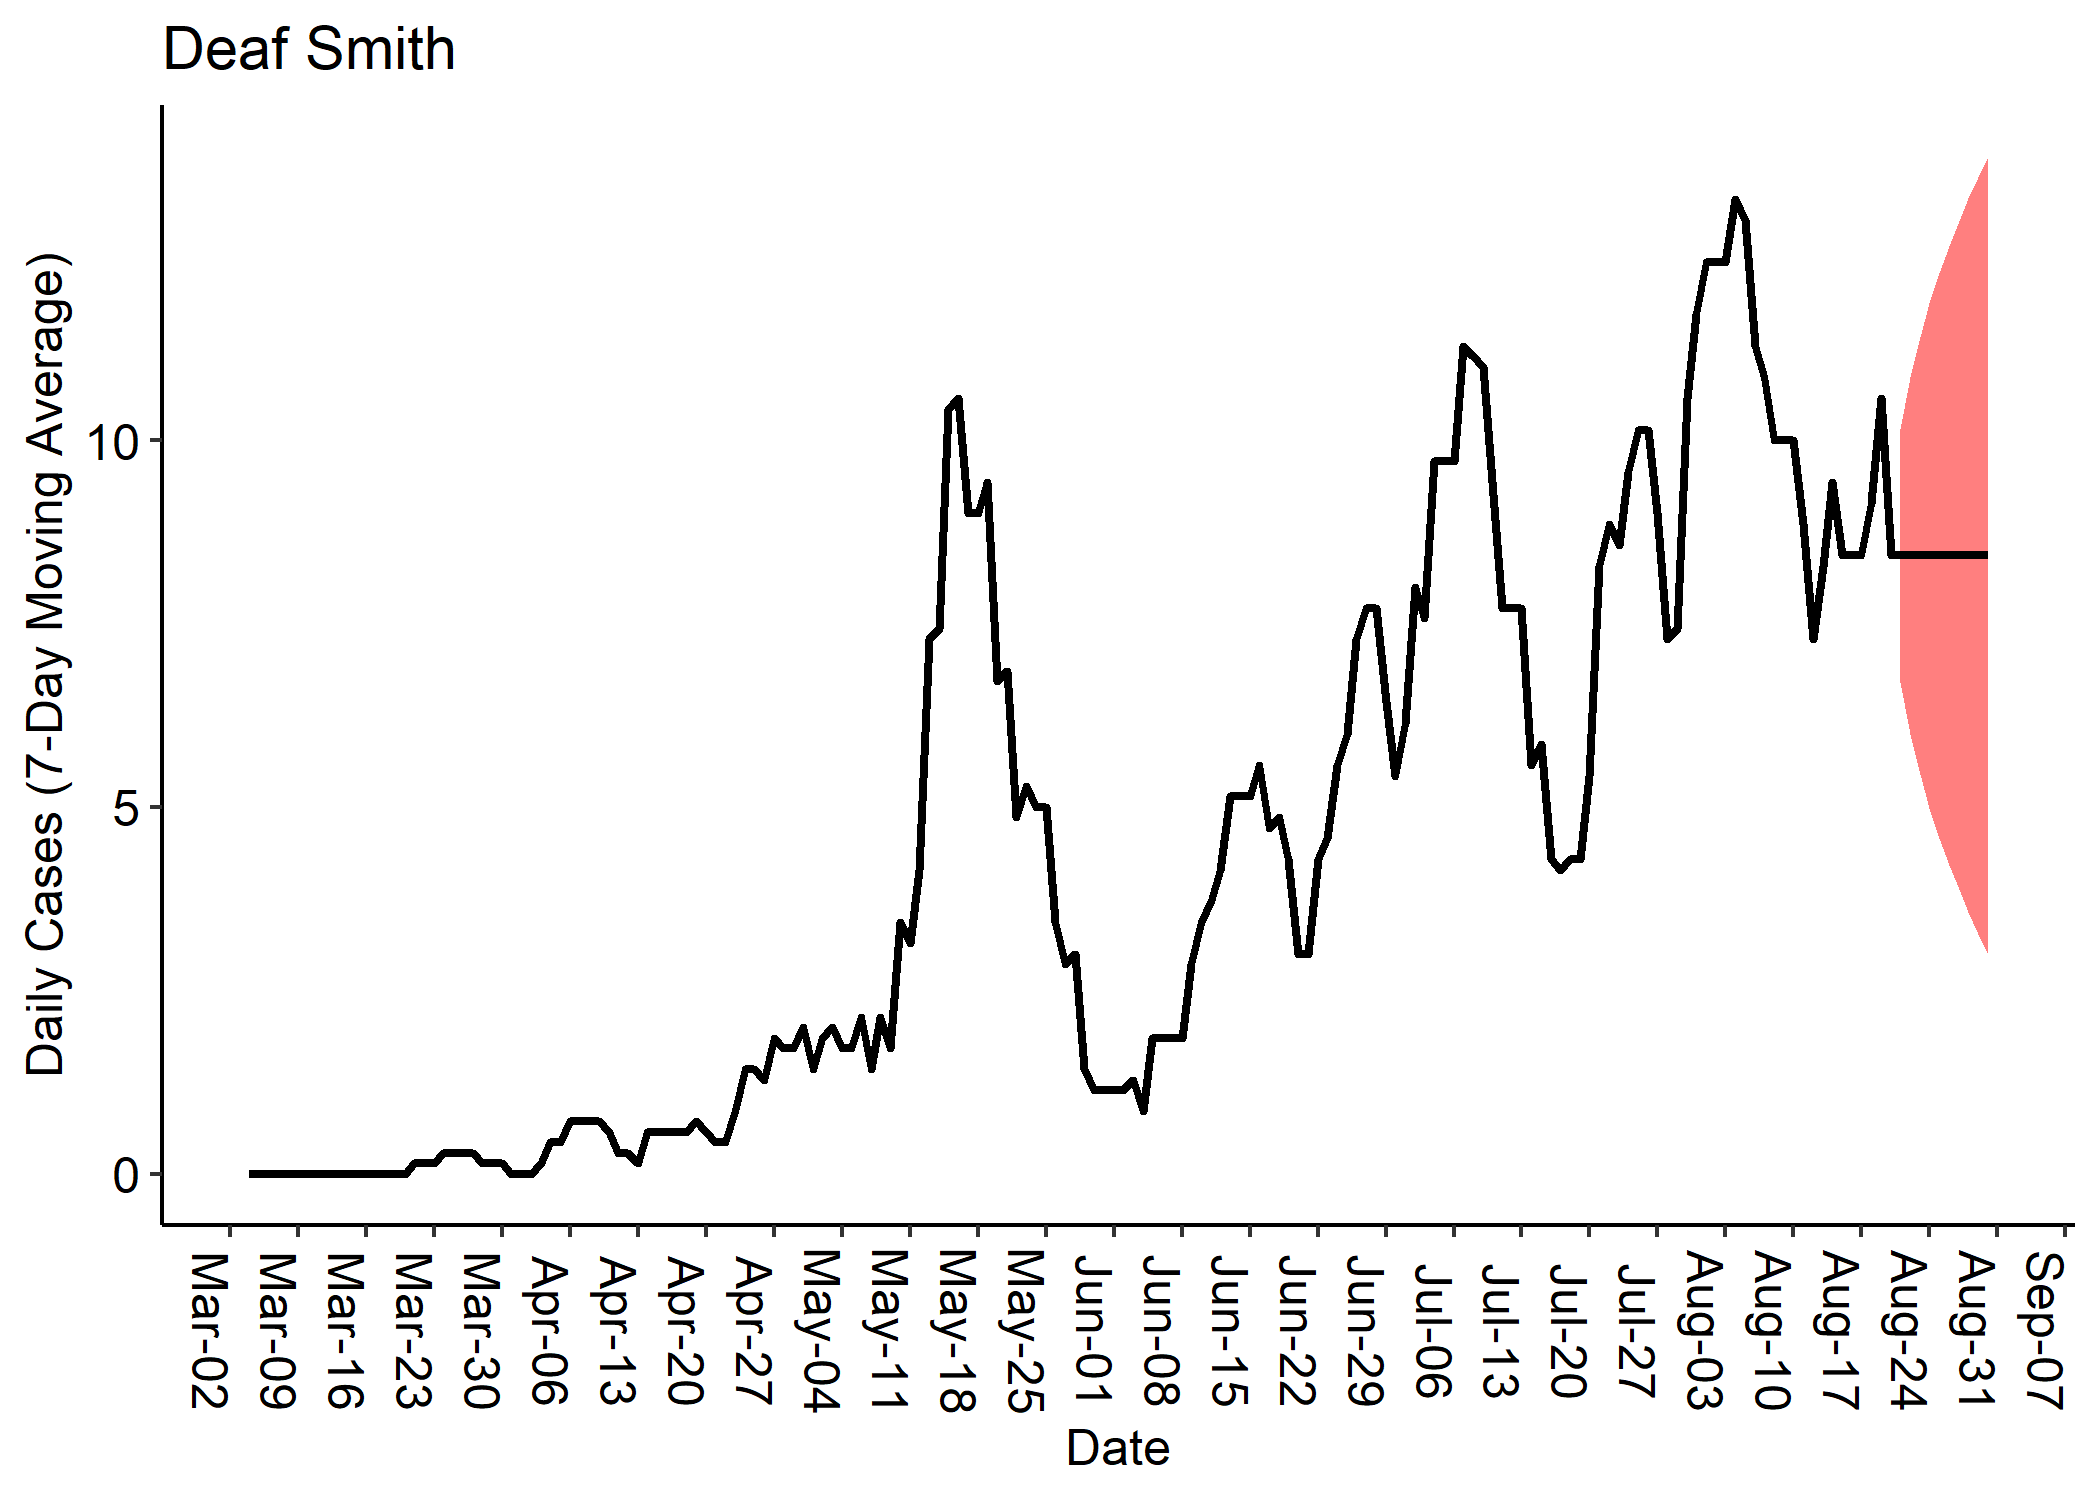 Deaf Smith
Daily Cases (7-Day Moving Average)
10
5
0
Mar-02
Mar-09
Mar-16
Mar-23
Mar-30
Apr-06
Apr-13
Apr-20
Apr-27
May-04
May-11
May-18
May-25
Jun-01
Jun-08
Jun-15
Jun-22
Jun-29
Jul-06
Jul-13
Jul-20
Jul-27
Aug-03
Aug-10
Aug-17
Aug-24
Aug-31
Sep-07
Date